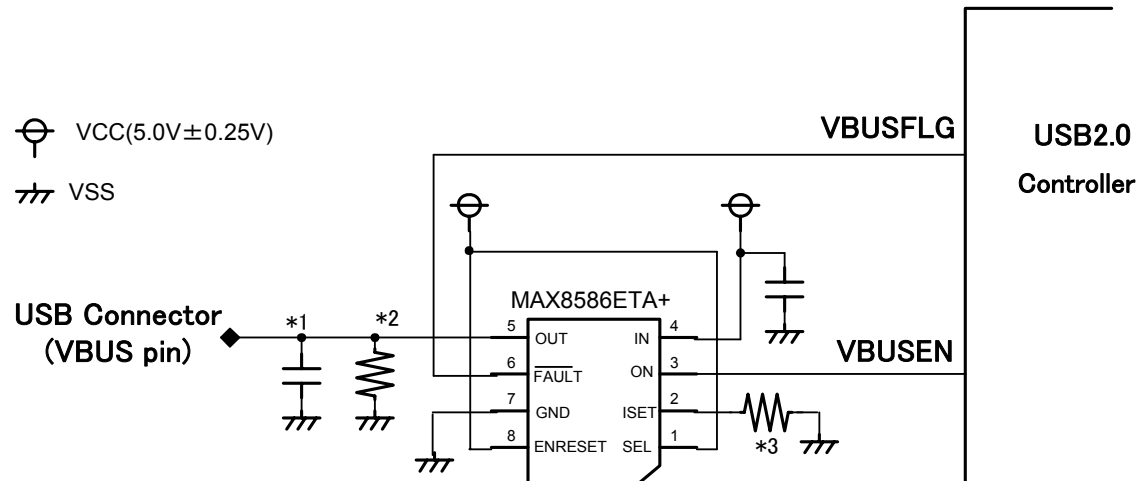 VCC(5.0V±0.25V)
VSS
VBUSFLG
USB2.0
Controller
MAX8586ETA+
USB Connector
(VBUS pin)
*1
*2
5
OUT
IN
4
VBUSEN
6
FAULT
ON
3
7
GND
ISET
2
*3
8
ENRESET
SEL
1